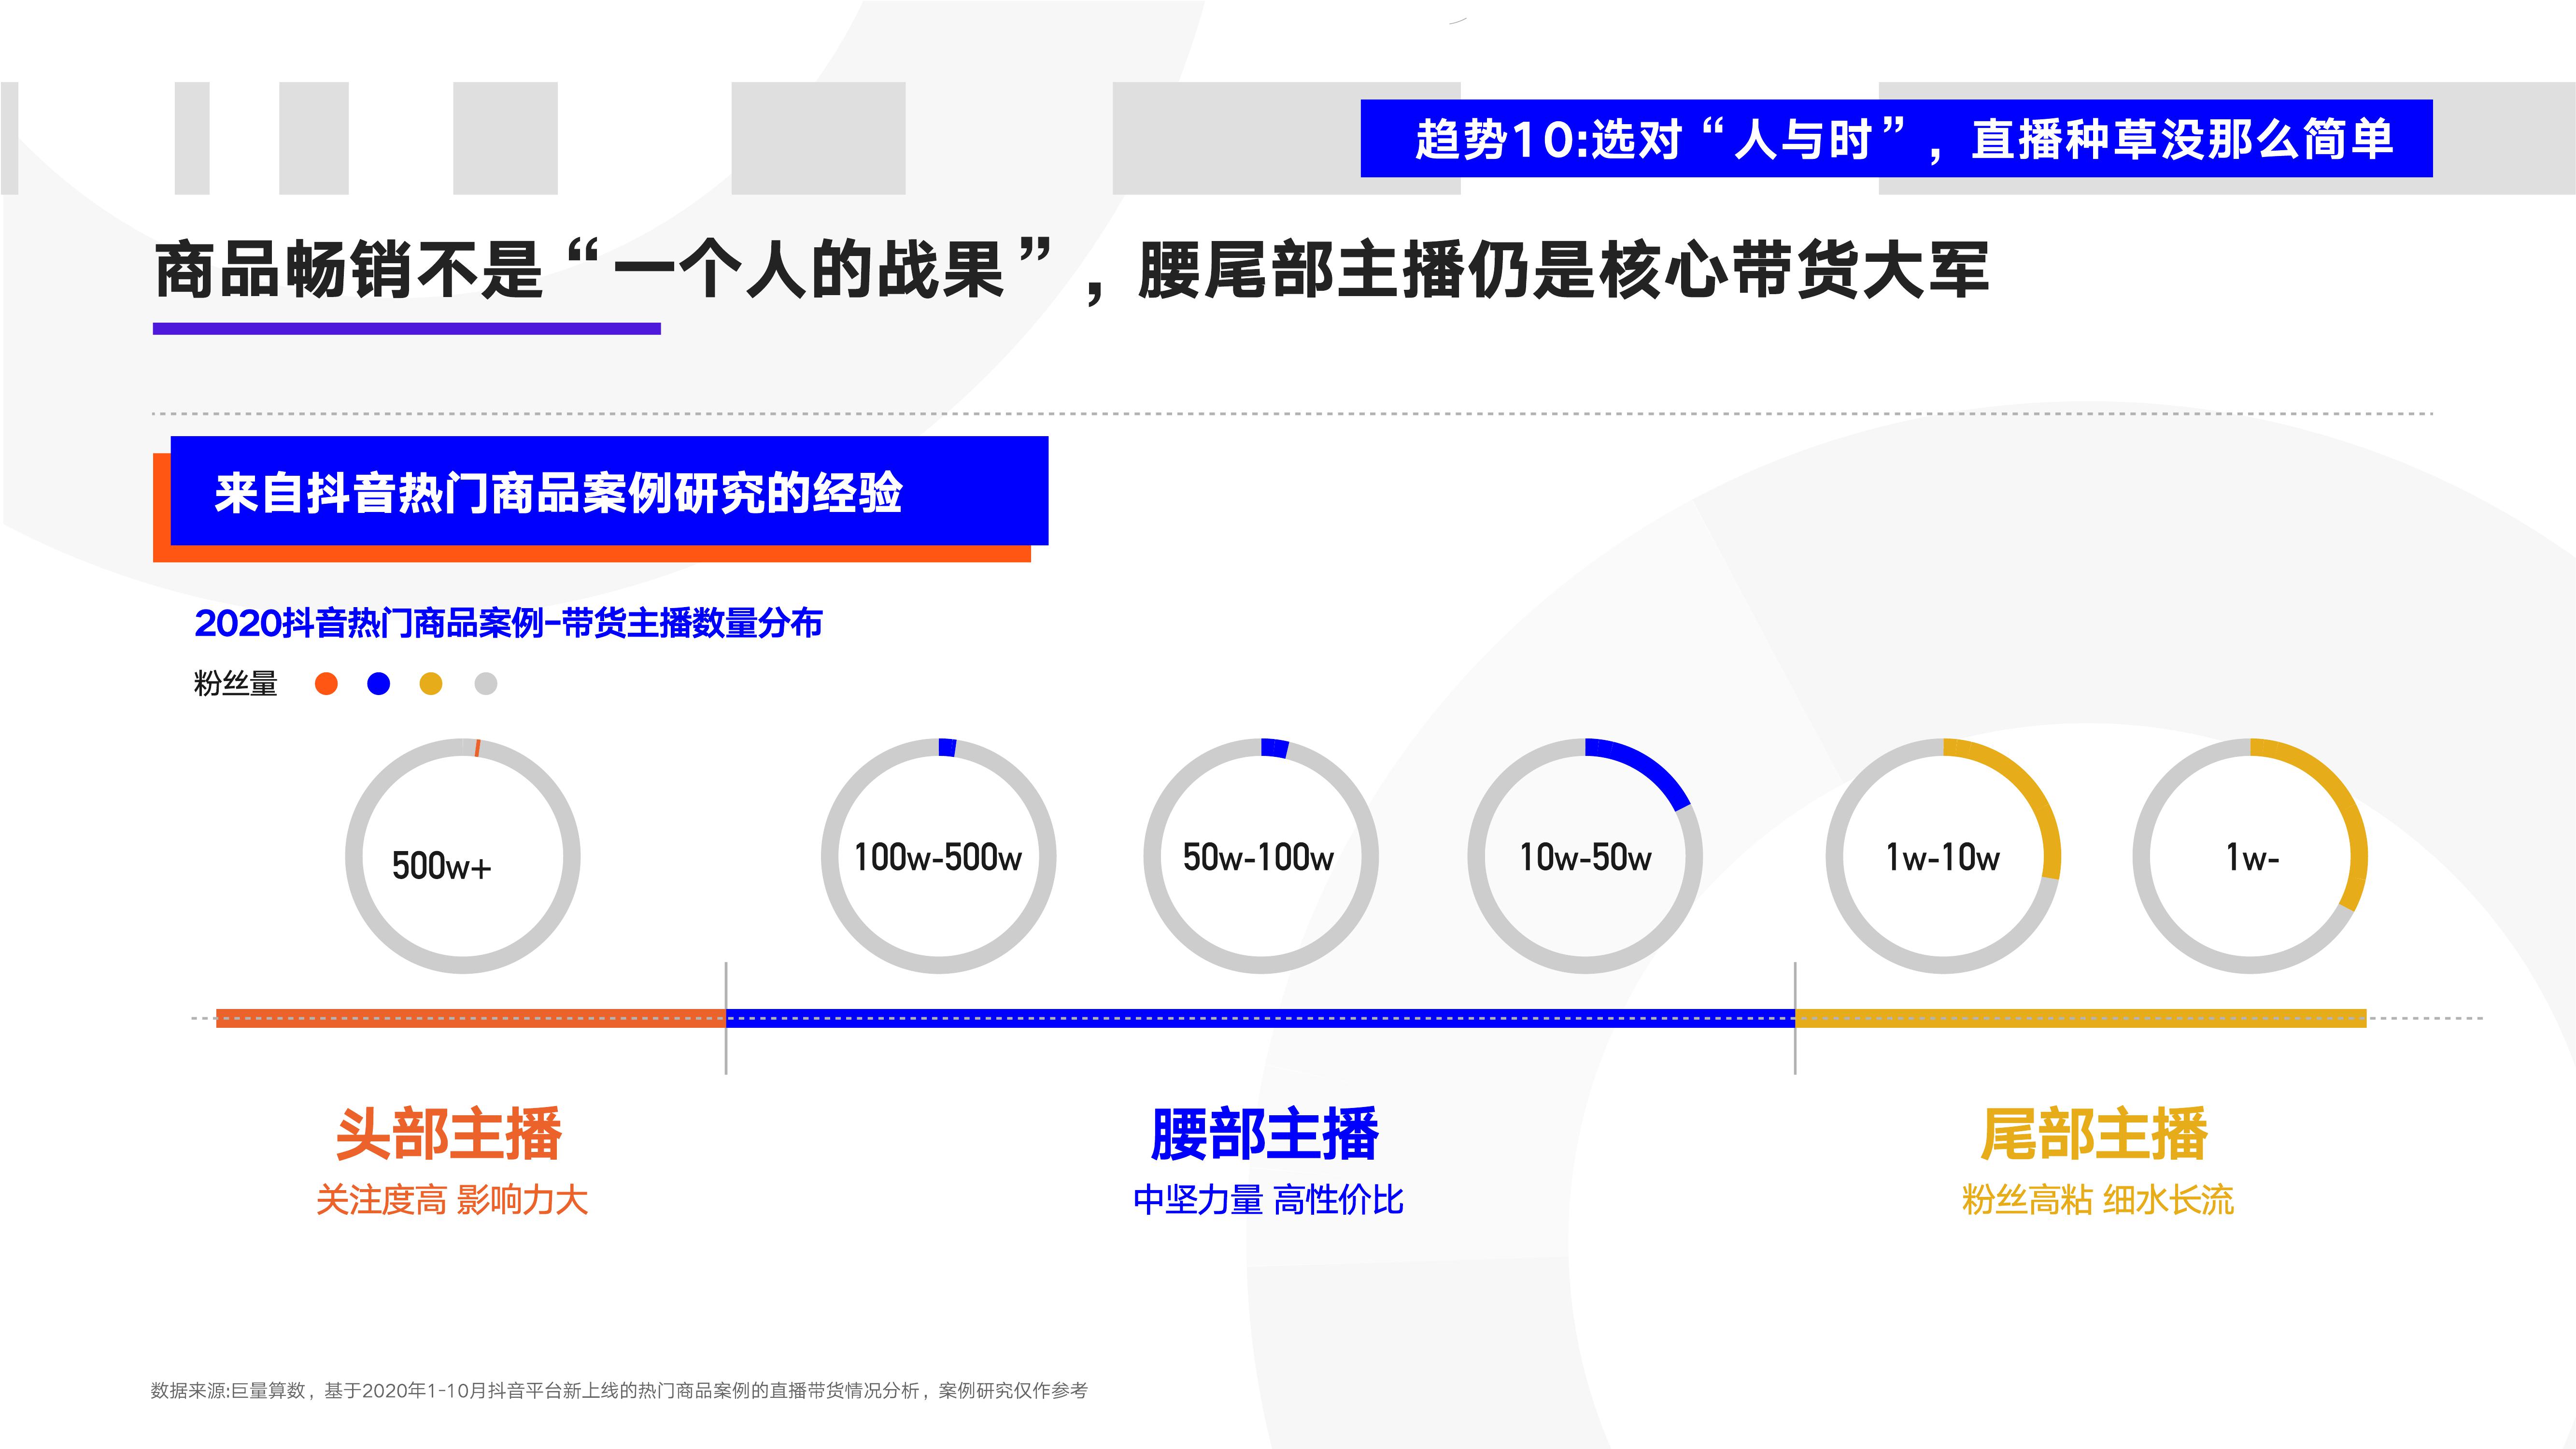 趋势10:选对“人与时”，直播种草没那么简单
商品畅销不是“一个人的战果”，腰尾部主播仍是核心带货大军
来自抖音热门商品案例研究的经验
2020抖音热门商品案例-带货主播数量分布
粉丝量
500w+
100w-500w
50w-100w
10w-50w
1w-10w
1w-
头部主播
关注度高 影响力大
腰部主播
中坚力量 高性价比
尾部主播
粉丝高粘 细水长流
数据来源:巨量算数，基于2020年1-10月抖音平台新上线的热门商品案例的直播带货情况分析，案例研究仅作参考